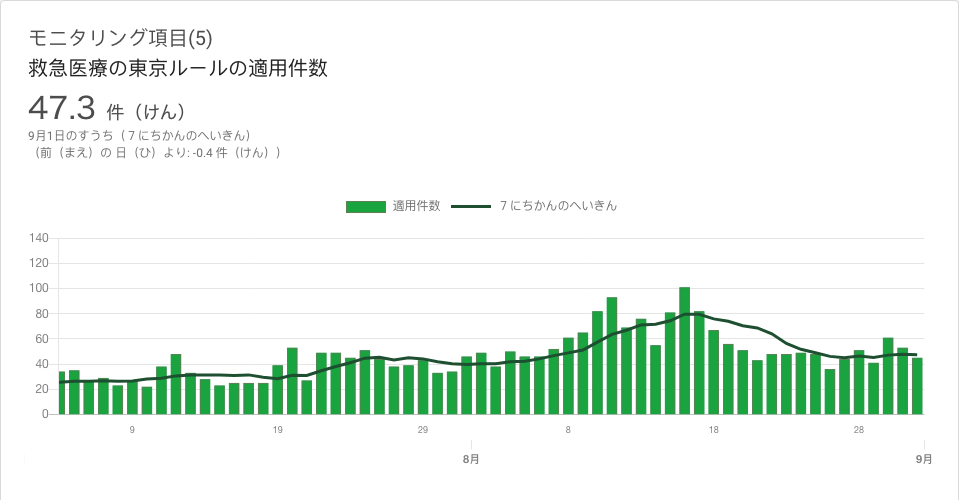 モニタリング項目(5)
救急医療の東京ルールの適用件数
47.3 件（けん）
9月1日のすうち（７にちかんのへいきん）
（前（まえ）の 日（ひ）より: -0.4 件（けん））
適用件数 ７にちかんのへいきん
140
120
100
80
60
40
20
0
9 19 29 8 18 28
8月 9月